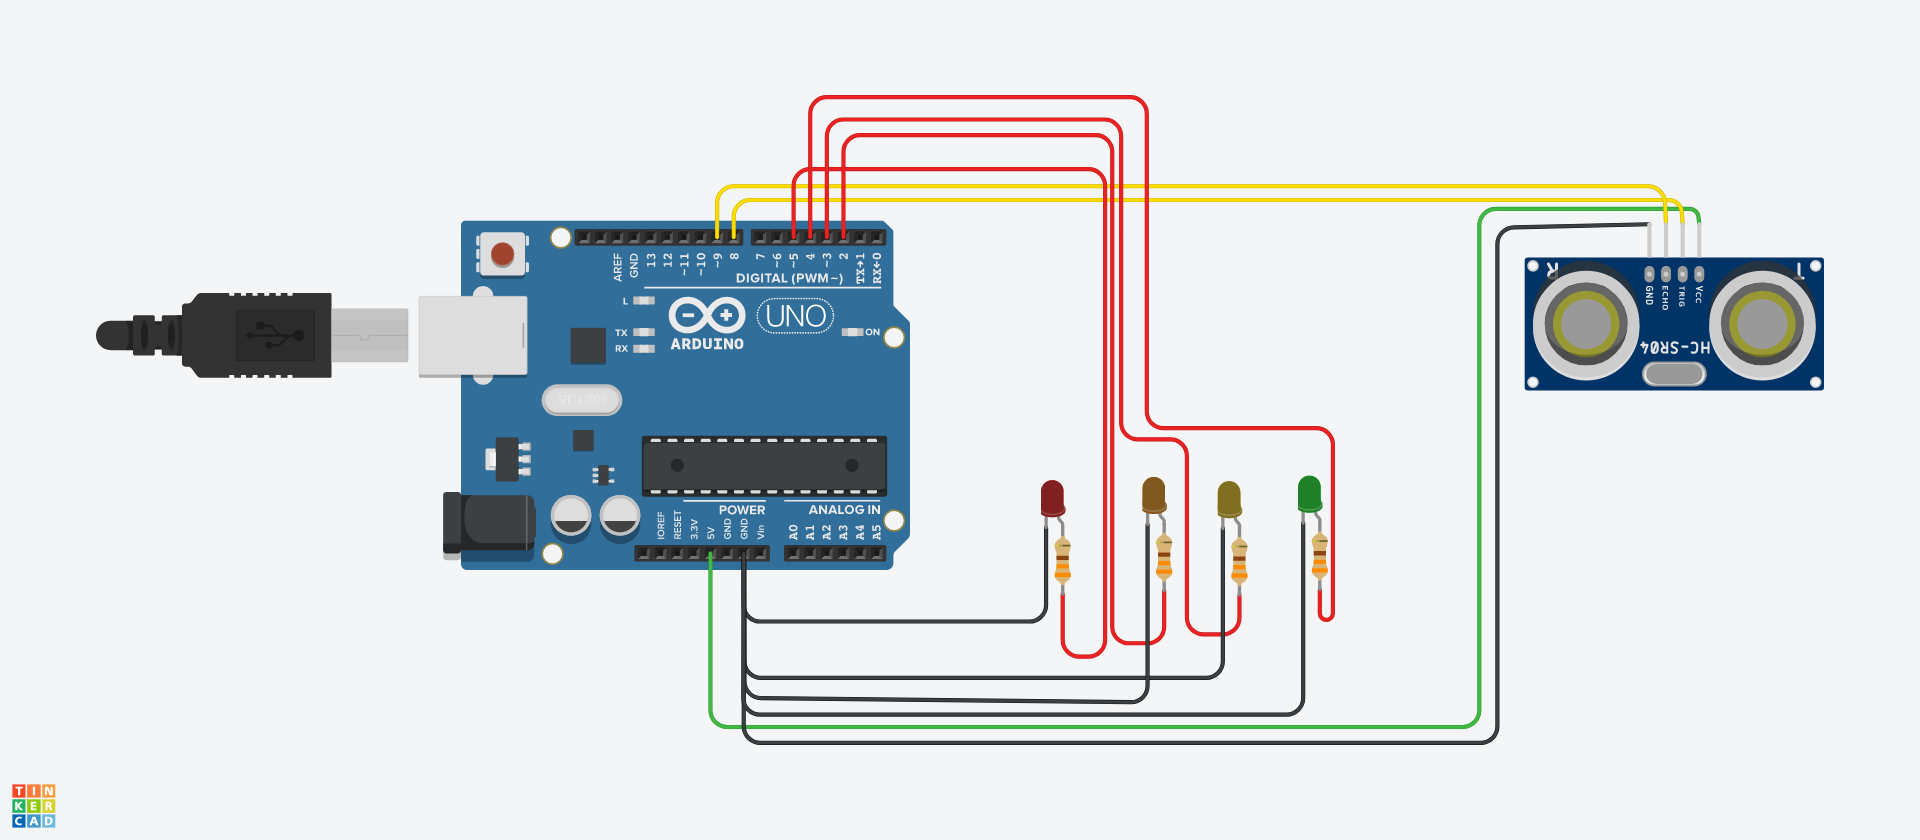 AREF
GND
13
12
~11
~10
~9
8
7
~6
~5
4
~3
2
TX→1
RX←0
DIGITAL (PWM~)
L
TX
RX
ARDUINO
UNO
ON
GND
ECHO
TRIG
VCC
R
T
HC-SR04
POWER
ANALOG IN
IOREF
RESET
3.3V
5V
GND
GND
Vin
A0
A1
A2
A3
A4
A5
TIN
KER
CAD